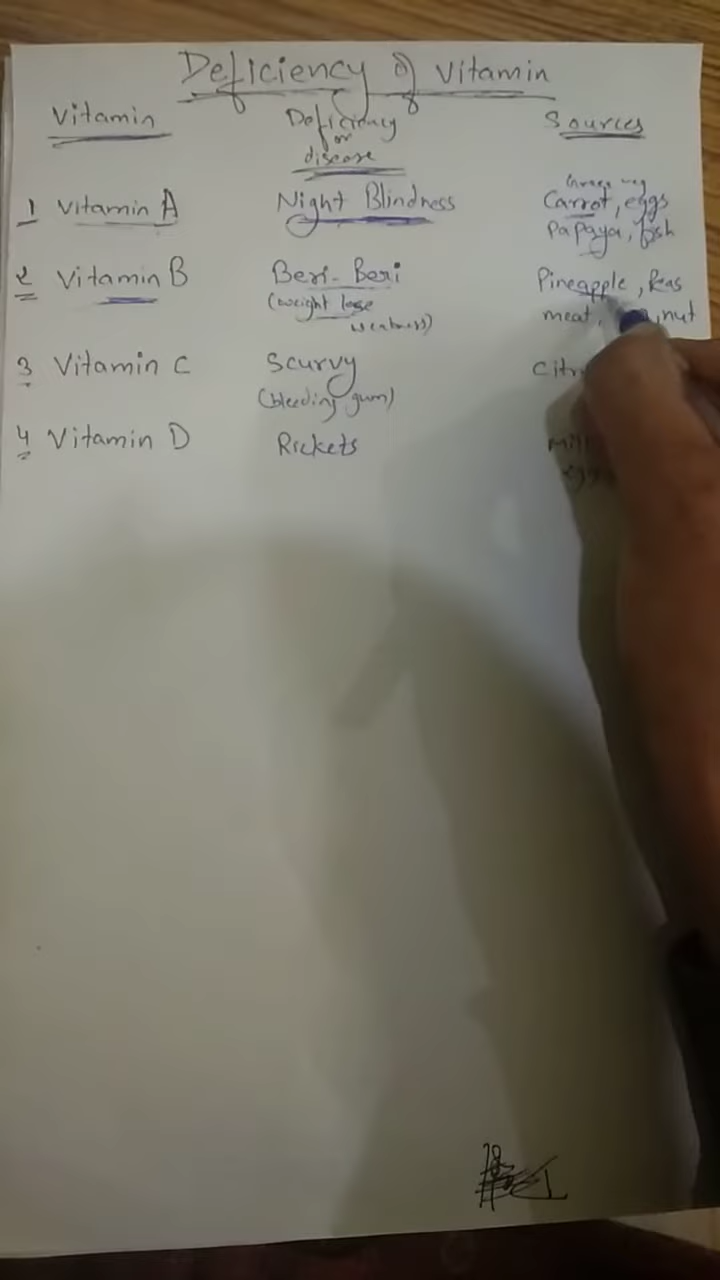 Deficiency of vitamin
Vitamin Deficiency or disease Sources
1 Vitamin A Night Blindness Carrot, eggs
Papaya, fish
2 Vitamin B Beri-Beri Pineapple, Peas
(weight lose meat, nut
weakness)
3 Vitamin C Scurvy
(bleeding gum)
4 Vitamin D Rickets